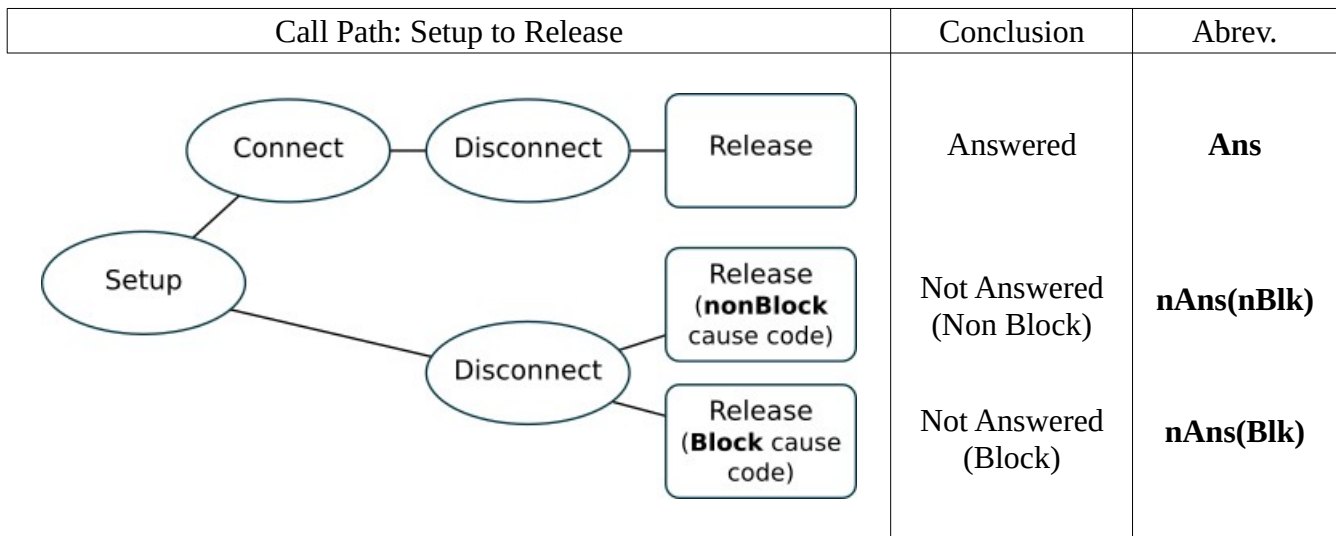 Call Path: Setup to Release
Conclusion
Abrev.
Connect
Disconnect
Release
Answered
Ans
Setup
Release
(nonBlock
cause code)
Not Answered
(Non Block)
nAns(nBlk)
Disconnect
Release
(Block cause
code)
Not Answered
(Block)
nAns(Blk)